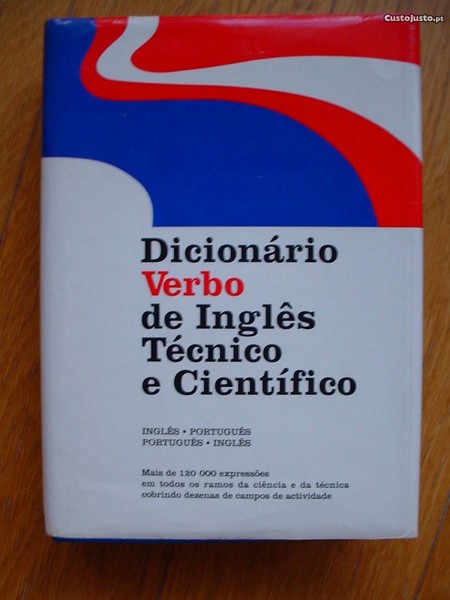 CustoJusto.pt
Dicionário
Verbo
de Inglês
Técnico
e Científico
INGLÊS • PORTUGUÊS
PORTUGUÊS • INGLÊS
Mais de 120 000 expressões
em todos os ramos da ciência e da técnica
cobrindo dezenas de campos de actividade